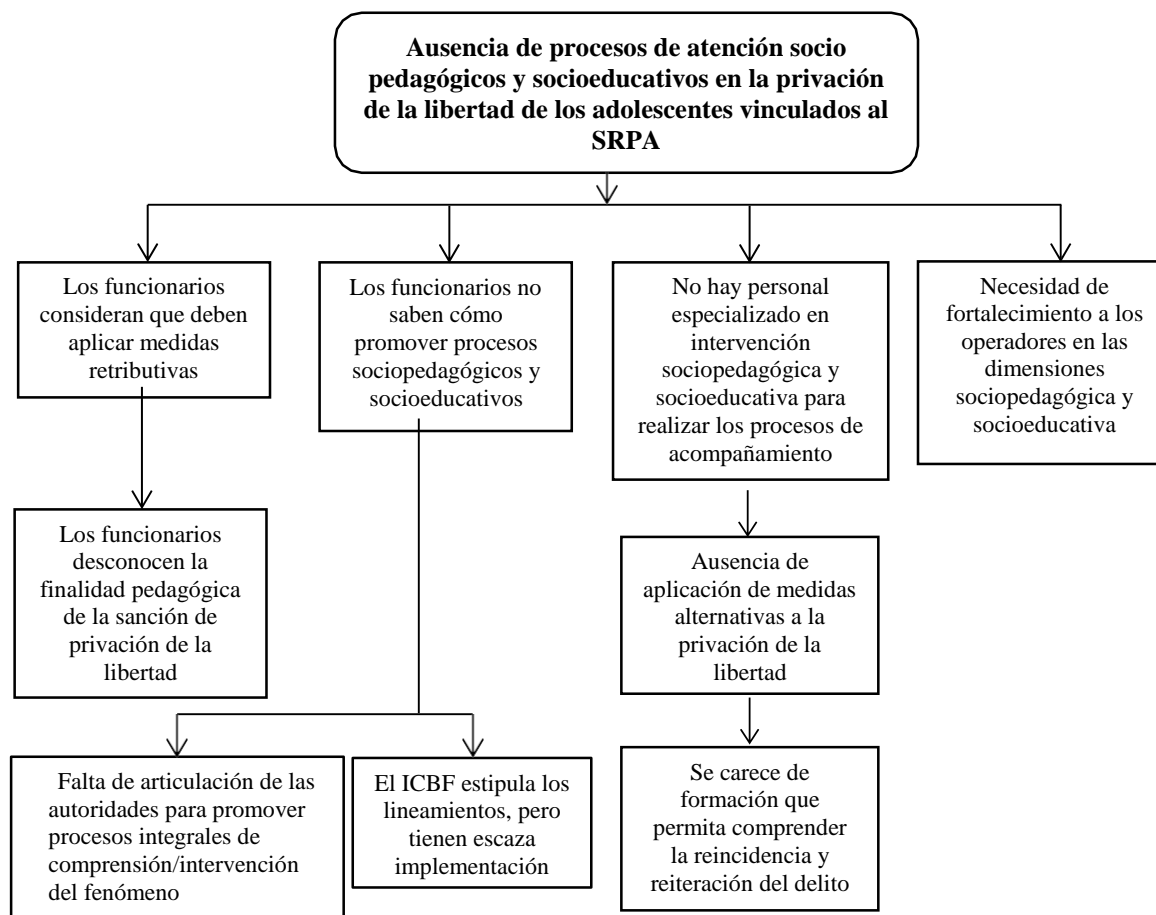 Ausencia de procesos de atención socio
pedagógicos y socioeducativos en la privación
de la libertad de los adolescentes vinculados al
SRPA
Los funcionarios
consideran que deben
aplicar medidas
retributivas
Los funcionarios no
saben cómo
promover procesos
sociopedagógicos y
socioeducativos
No hay personal
especializado en
intervención
sociopedagógica y
socioeducativa para
realizar los procesos de
acompañamiento
Necesidad de
fortalecimiento a los
operadores en las
dimensiones
sociopedagógica y
socioeducativa
Los funcionarios
desconocen la
finalidad pedagógica
de la sanción de
privación de la
libertad
Ausencia de
aplicación de medidas
alternativas a la
privación de la
libertad
Falta de articulación de las
autoridades para promover
procesos integrales de
comprensión/intervención
del fenómeno
El ICBF estipula los
lineamientos, pero
tienen escaza
implementación
Se carece de
formación que
permita comprender
la reincidencia y
reiteración del delito